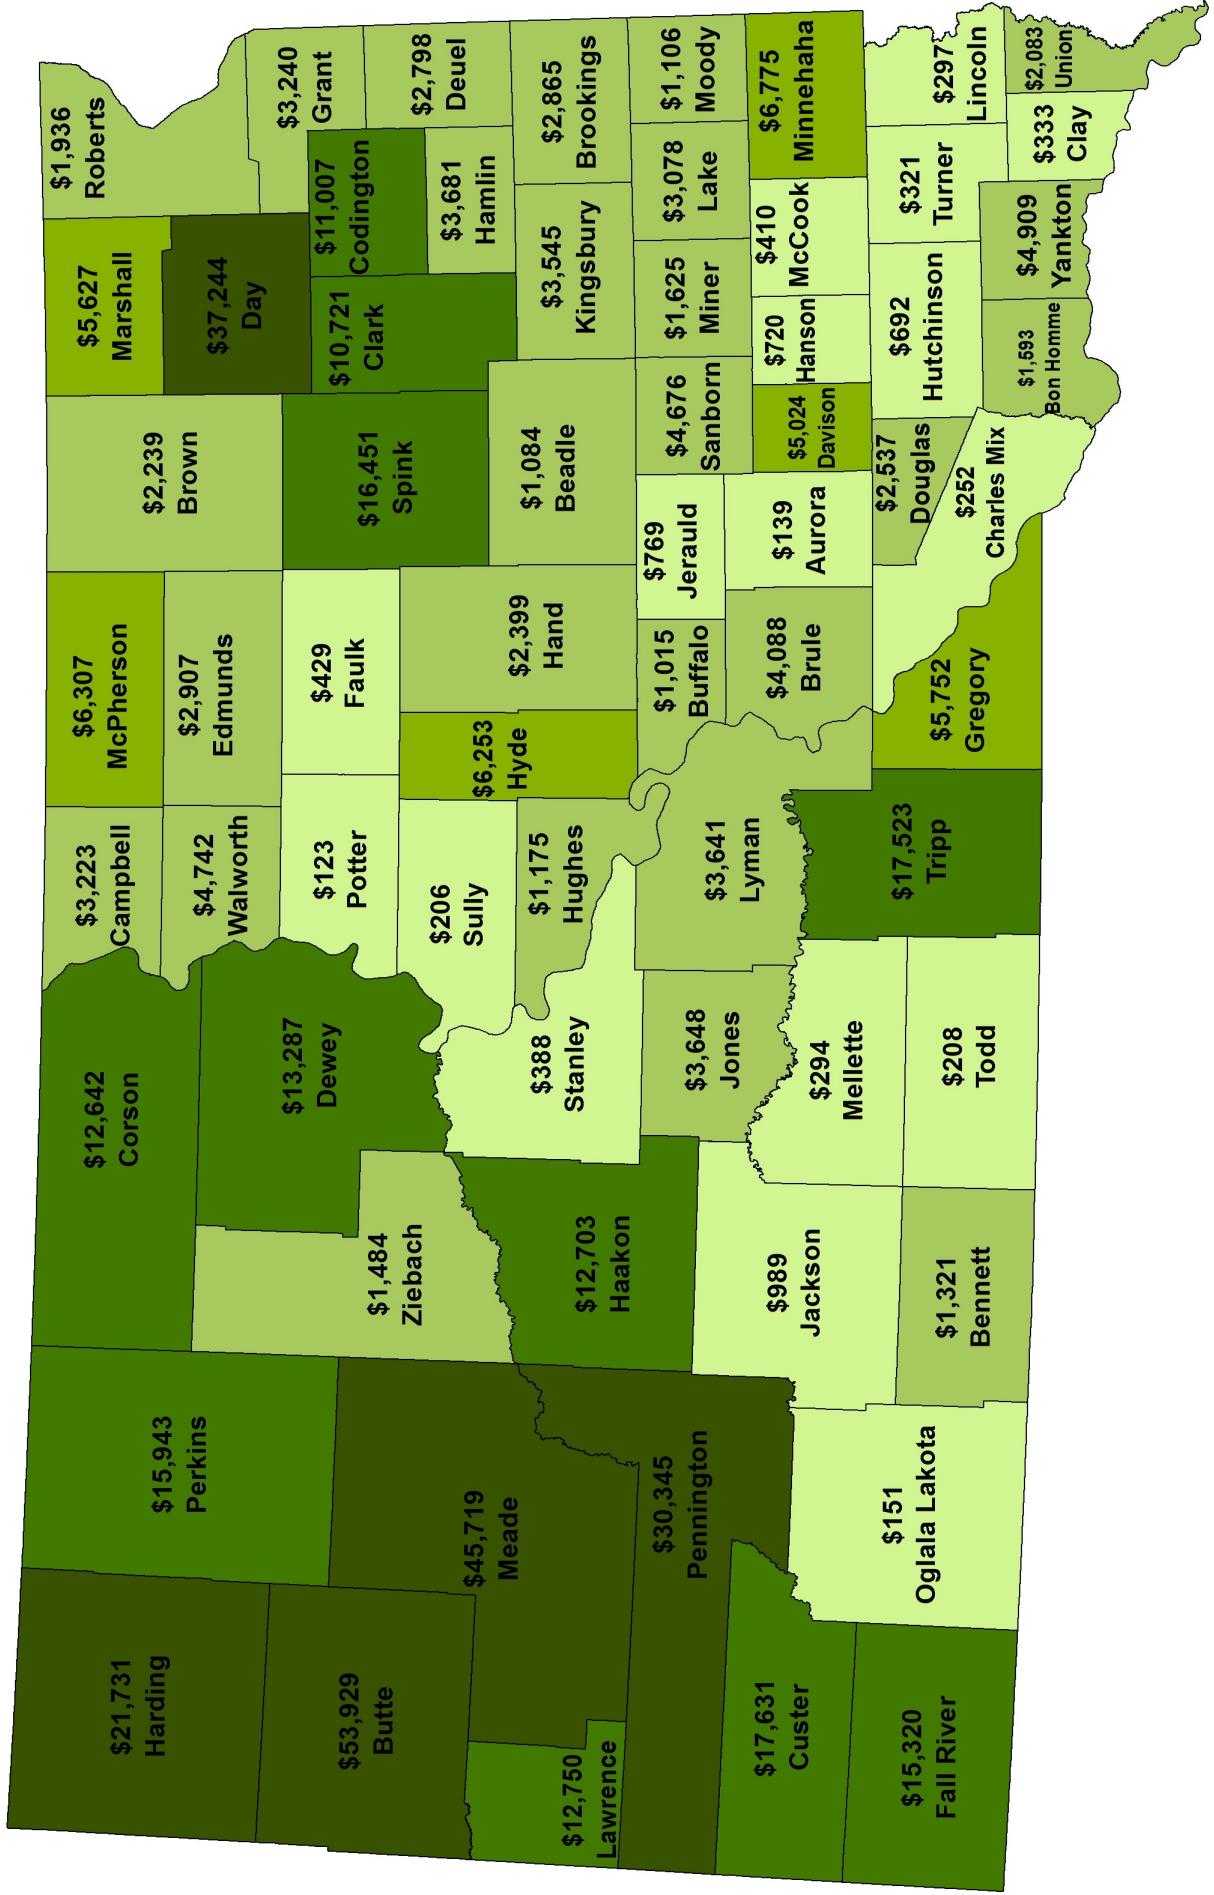 $21,731
Harding
$15,943
Perkins
$12,642
Corson
$3,223
Campbell
$6,307
McPherson
$2,239
Brown
$5,627
Marshall
$1,936
Roberts
$53,929
Butte
$13,287
Dewey
$4,742
Walworth
$2,907
Edmunds
$37,244
Day
$3,240
Grant
$1,484
Ziebach
$123
Potter
$429
Faulk
$16,451
Spink
$10,721
Clark
$11,007
Codington
$2,798
Deuel
$3,681
Hamlin
$45,719
Meade
$206
Sully
$6,253
Hyde
$2,399
Hand
$1,084
Beadle
$3,545
Kingsbury
$2,865
Brookings
$12,750
Lawrence
$12,703
Haakon
$388
Stanley
$1,175
Hughes
$30,345
Pennington
$3,648
Jones
$3,641
Lyman
$1,015
Buffalo
$769
Jerauld
$4,676
Sanborn
$1,625
Miner
$3,078
Lake
$1,106
Moody
$17,631
Custer
$989
Jackson
$294
Mellette
$4,088
Brule
$139
Aurora
$5,024
Davison
$720
Hanson
$410
McCook
$6,775
Minnehaha
$15,320
Fall River
$151
Oglala Lakota
$1,321
Bennett
$208
Todd
$17,523
Tripp
$5,752
Gregory
$252
Charles Mix
$2,537
Douglas
$692
Hutchinson
$321
Turner
$297
Lincoln
$1,593
Bon Homme
$4,909
Yankton
$333
Clay
$2,083
Union